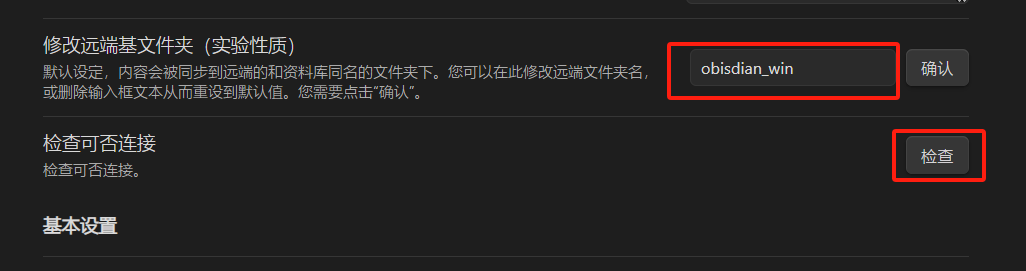 修改远端基文件夹（实验性质）
默认设定，内容会被同步到远端的和资料库同名的文件夹下。您可以在此修改远端文件夹名，
或删除输入框文本从而重设到默认值。您需要点击“确认”。
obisdian_win
确认
检查可否连接
检查可否连接。
检查
基本设置